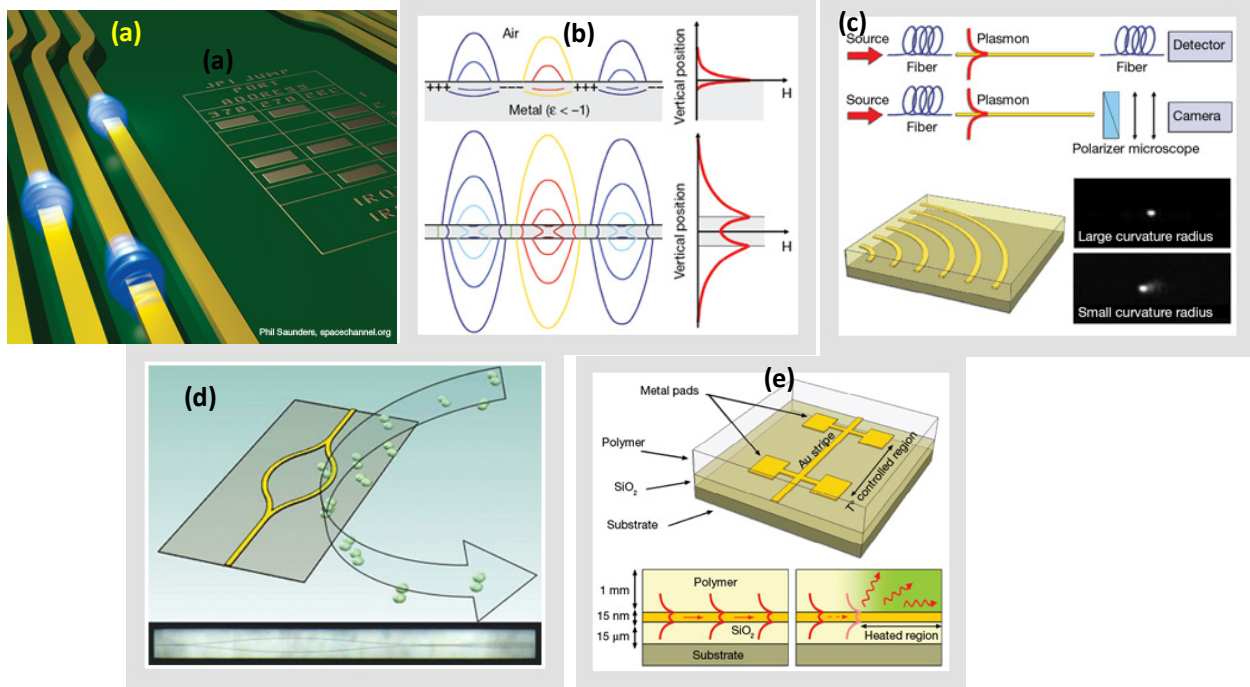 (a)
(a)
JP1 JUMP
PORT
ADDRESS
Phil Saunders, spacechannel.org
(b)
Air
+++
---
+++
--
Metal (ε < –1)
Vertical position
H
Vertical position
H
(c)
Source
Fiber
Plasmon
Fiber
Detector
Source
Fiber
Plasmon
Polarizer microscope
Camera
Large curvature radius
Small curvature radius
(d)
(e)
Metal pads
Polymer
Au stripe
SiO2
T° controlled region
Substrate
1 mm
Polymer
15 nm
15 µm
SiO2
Heated region
Substrate